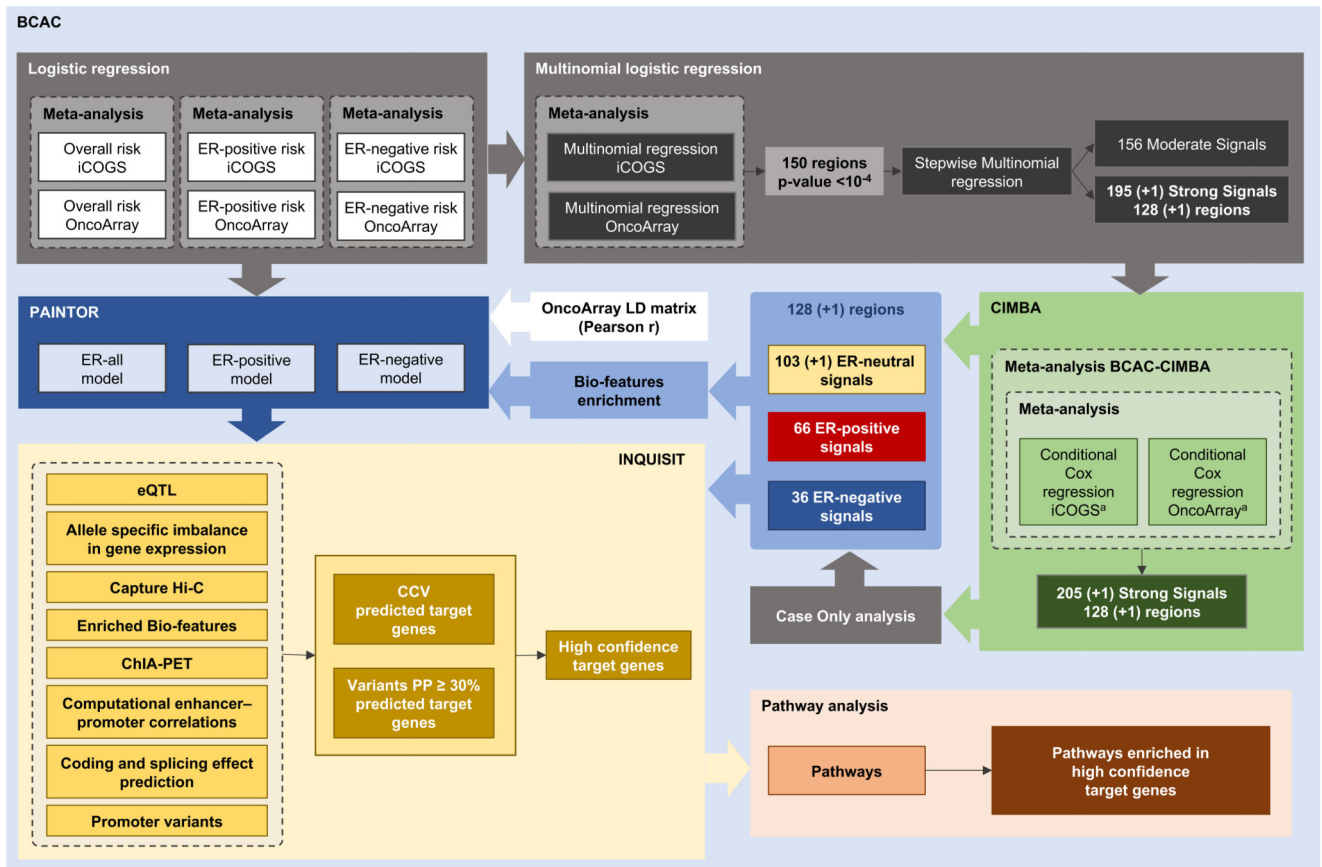 BCAC
Logistic regression
Meta-analysis
Overall risk
iCOGS
Overall risk
OncoArray
Meta-analysis
ER-positive risk
iCOGS
ER-positive risk
OncoArray
Meta-analysis
ER-negative risk
iCOGS
ER-negative risk
OncoArray
Multinomial logistic regression
Meta-analysis
Multinomial regression
iCOGS
Multinomial regression
OncoArray
150 regions
p-value <10⁻⁴
Stepwise Multinomial
regression
156 Moderate Signals
195 (+1) Strong Signals
128 (+1) regions
PAINTOR
ER-all
model
ER-positive
model
ER-negative
model
OncoArray LD matrix
(Pearson r)
Bio-features
enrichment
128 (+1) regions
103 (+1) ER-neutral
signals
66 ER-positive
signals
36 ER-negative
signals
CIMBA
Meta-analysis BCAC-CIMBA
Meta-analysis
Conditional
Cox
regression
iCOGSᵃ
Conditional
Cox
regression
OncoArrayᵃ
205 (+1) Strong Signals
128 (+1) regions
Case Only analysis
INQUISIT
eQTL
Allele specific imbalance
in gene expression
Capture Hi-C
Enriched Bio-features
ChIA-PET
Computational enhancer–
promoter correlations
Coding and splicing effect
prediction
Promoter variants
CCV
predicted target
genes
Variants PP ≥ 30%
predicted target
genes
High confidence
target genes
Pathway analysis
Pathways
Pathways enriched in
high confidence
target genes